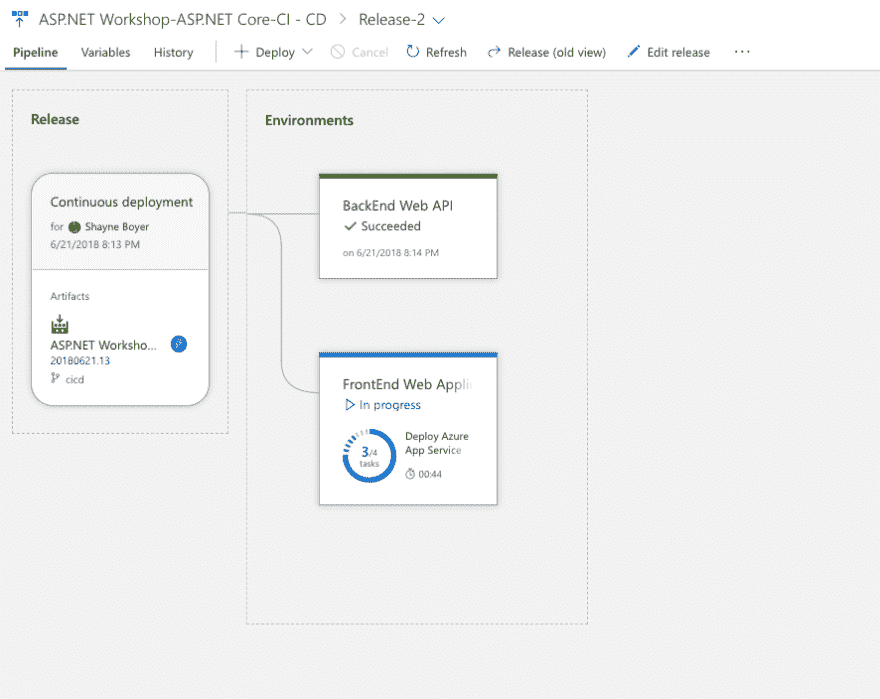 ASP.NET Workshop-ASP.NET Core-CI - CD > Release-2
Pipeline Variables History Deploy Cancel Refresh Release (old view) Edit release ...
Release
Continuous deployment
for Shayne Boyer
6/21/2018 8:13 PM
Artifacts
ASP.NET Worksho...
20180621.13
cicd
Environments
BackEnd Web API
Succeeded
on 6/21/2018 8:14 PM
FrontEnd Web Appli
In progress
3/4
tasks
Deploy Azure
App Service
00:44